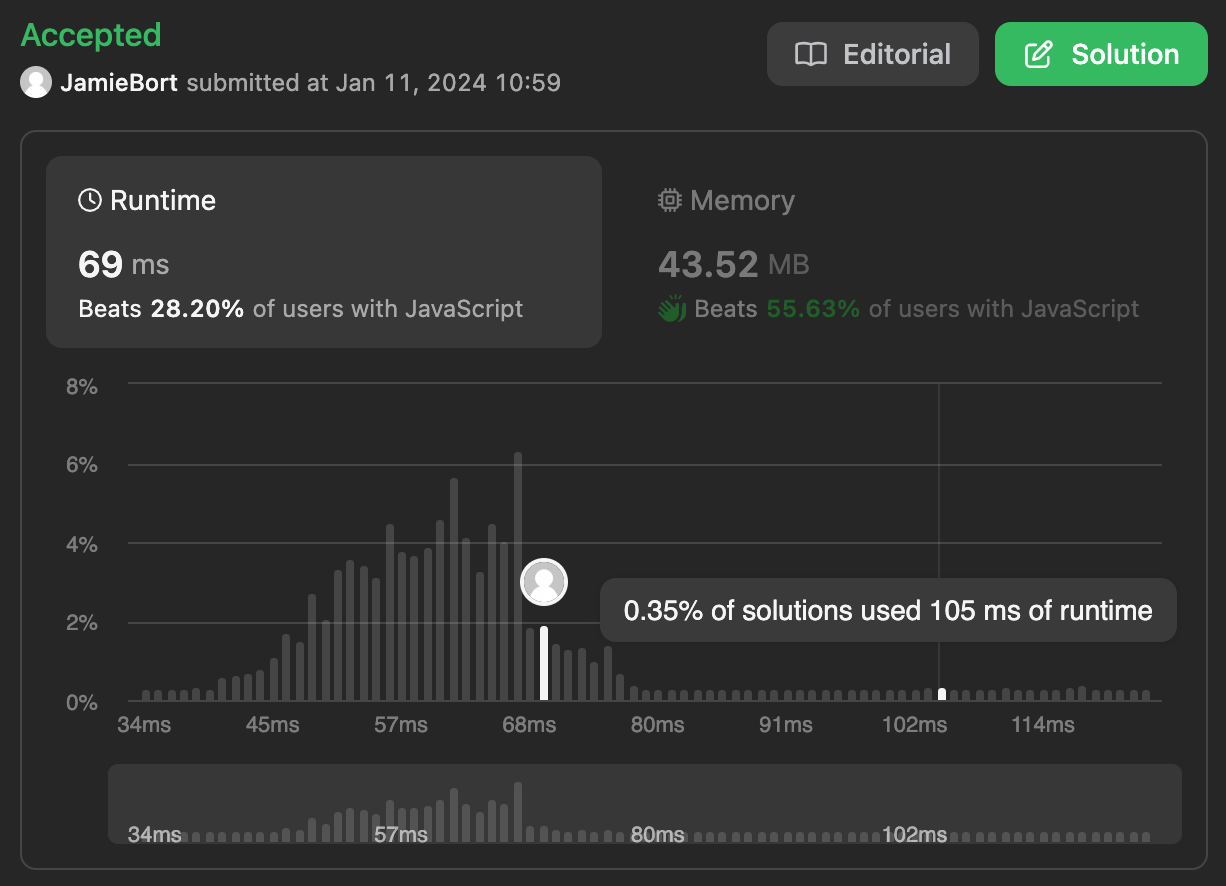 Accepted
JamieBort submitted at Jan 11, 2024 10:59
Editorial
Solution
Runtime
69 ms
Beats 28.20% of users with JavaScript
Memory
43.52 MB
Beats 55.63% of users with JavaScript
8%
6%
4%
2%
0%
0.35% of solutions used 105 ms of runtime
34ms 45ms 57ms 68ms 80ms 91ms 102ms 114ms
34ms 57ms 80ms 102ms